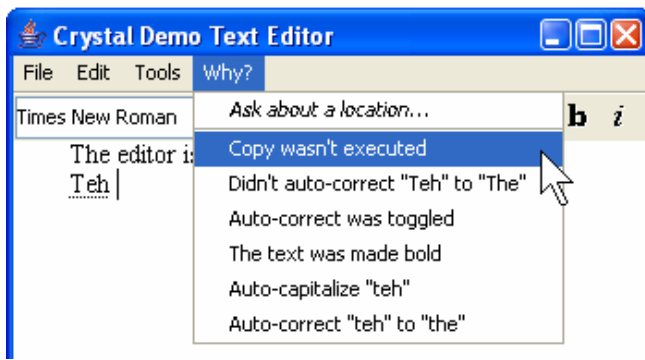 Crystal Demo Text Editor
File Edit Tools Why?
Times New Roman
b i
Ask about a location...
Copy wasn't executed
Didn't auto-correct "Teh" to "The"
Auto-correct was toggled
The text was made bold
Auto-capitalize "teh"
Auto-correct "teh" to "the"
The editor is
Teh